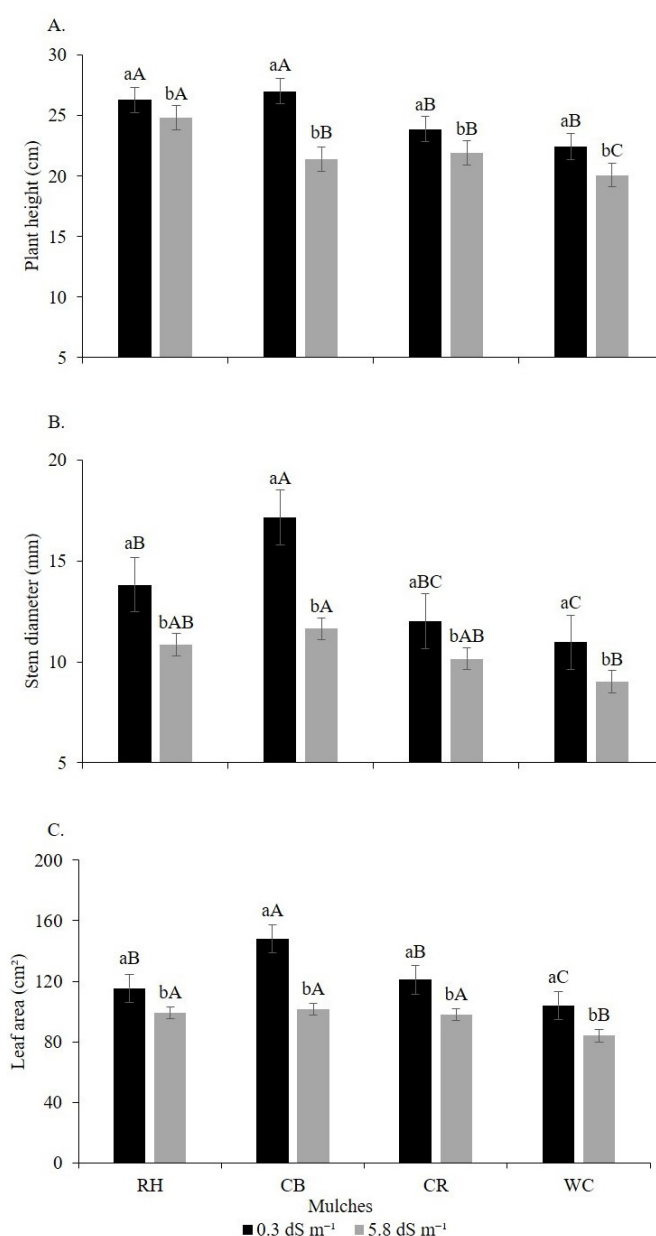 A.
30
25
20
15
10
5
Plant height (cm)
aA
bA
aA
bB
aB
bB
aB
bC
B.
20
15
10
5
Stem diameter (mm)
aB
bAB
aA
bA
aBC
bAB
aC
bB
C.
200
160
120
80
40
0
Leaf area (cm²)
aB
bA
aA
bA
aB
bA
aC
bB
RH CB CR WC
Mulches
0.3 dS m⁻¹ 5.8 dS m⁻¹